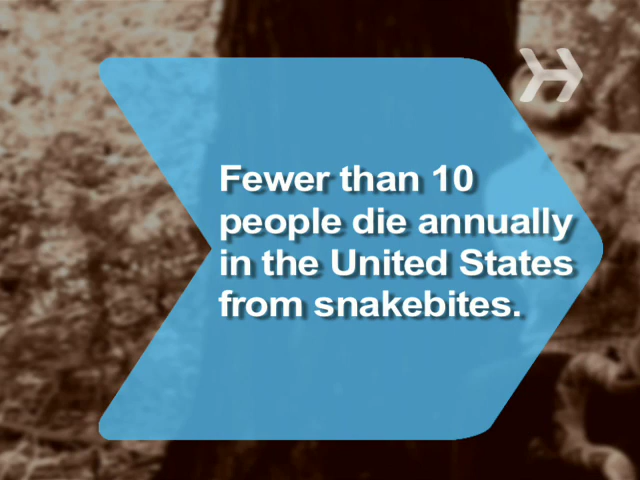 Fewer than 10
people die annually
in the United States
from snakebites.